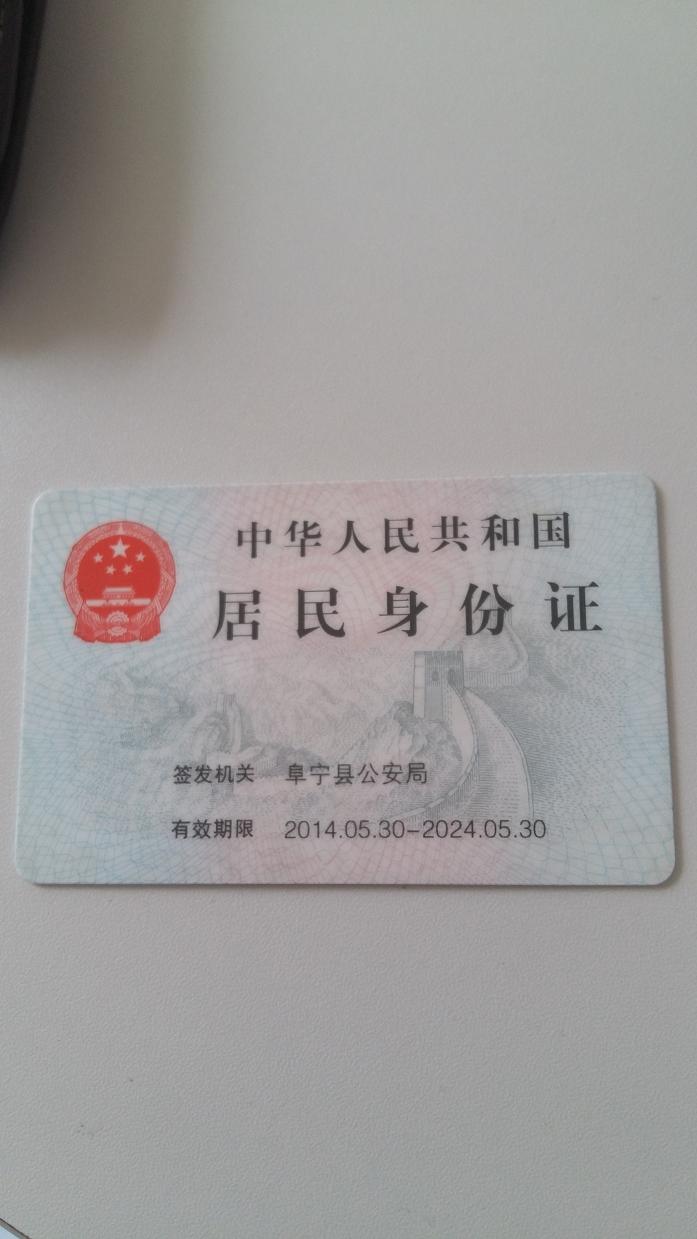 中华人民共和国
居民身份证
签发机关 阜宁县公安局
有效期限 2014.05.30-2024.05.30